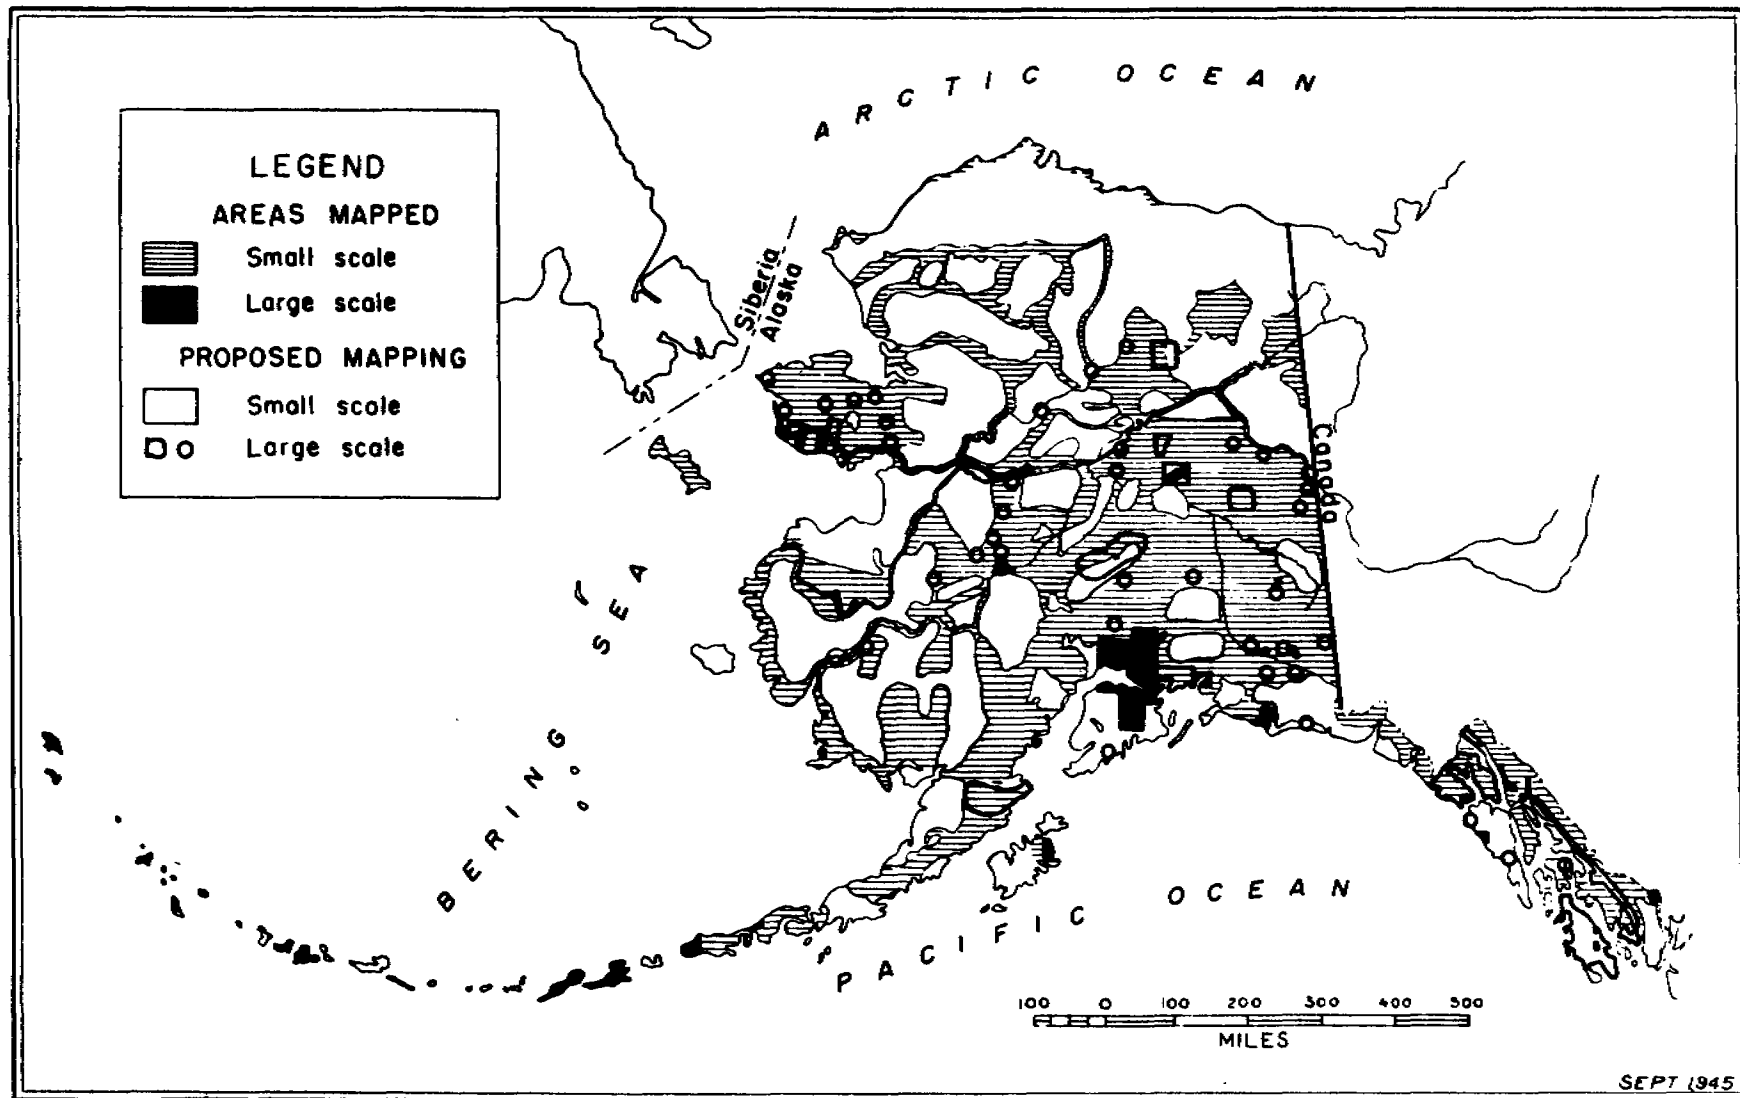 ARCTIC OCEAN
LEGEND
AREAS MAPPED
Small scale
Large scale
PROPOSED MAPPING
Small scale
Large scale
Siberia
Alaska
Canada
BERING SEA
PACIFIC OCEAN
100 0 100 200 300 400 500
MILES
SEPT 1945